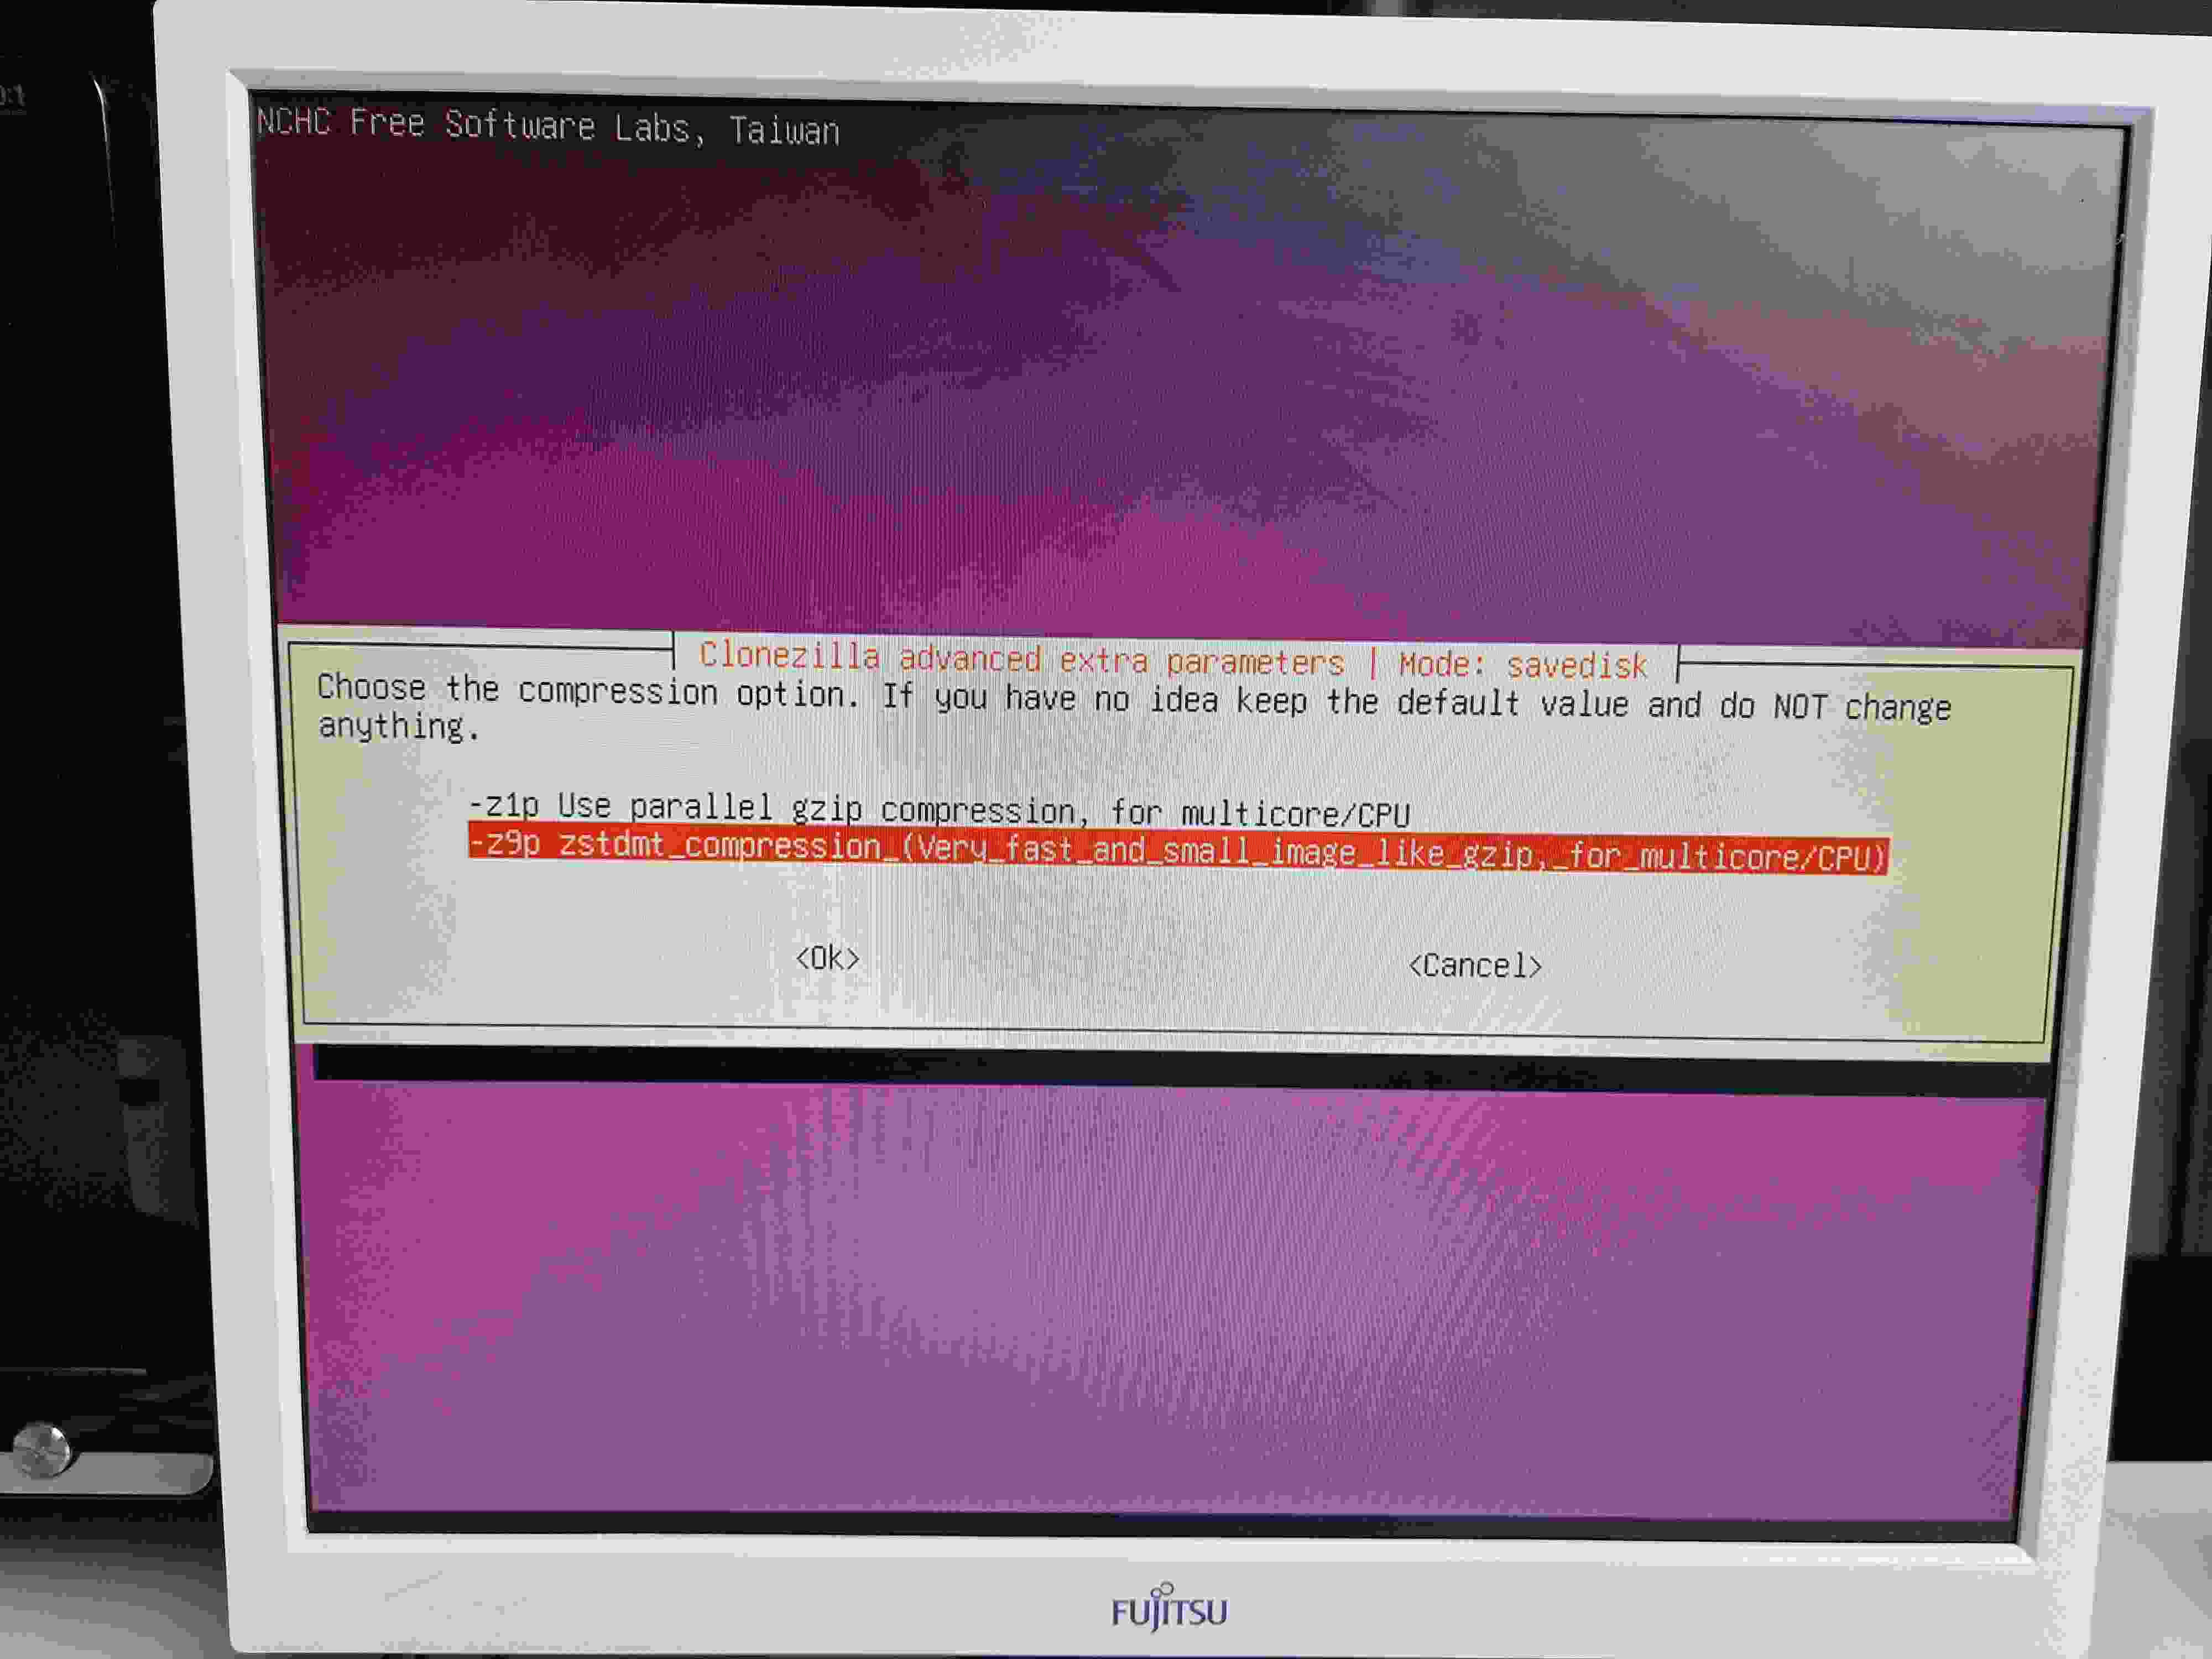 NCHC Free Software Labs, Taiwan
Clonezilla advanced extra parameters | Mode: savedisk
Choose the compression option. If you have no idea keep the default value and do NOT change
anything.
-z1p Use parallel gzip compression, for multicore/CPU
-z9p zstdmt_compression_(Very_fast_and_small_image_like_gzip,_for_multicore/CPU)
<Ok> <Cancel>
FUJITSU